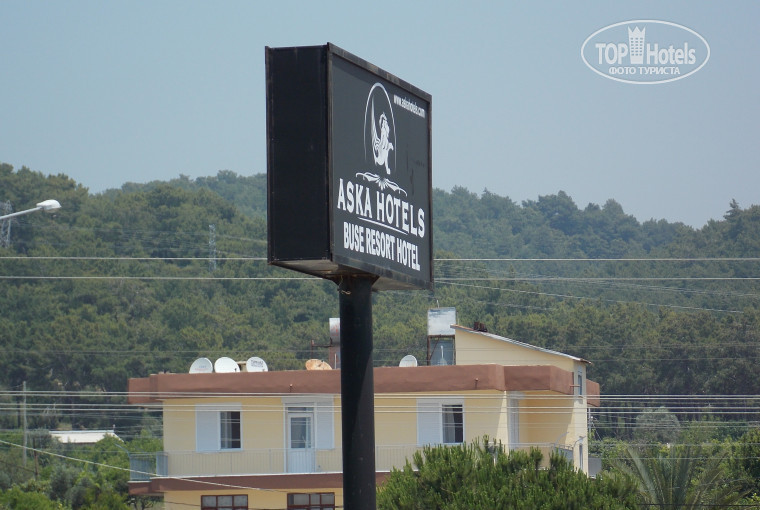 TOP Hotels
ФОТО ТУРИСТА
www.askahotels.com
ASKA HOTELS
BUSE RESORT HOTEL